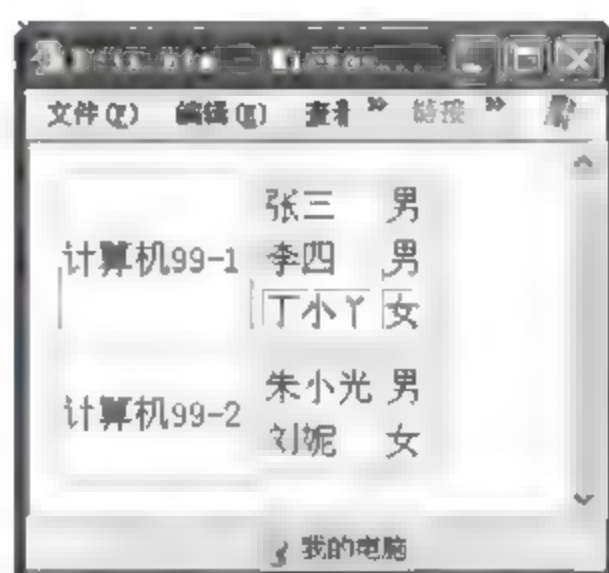 文件(F) 编辑(E) 查看 » 链接 »
计算机99-1
张三 男
李四 男
丁小丫 女
计算机99-2
朱小光 男
刘妮 女
我的电脑